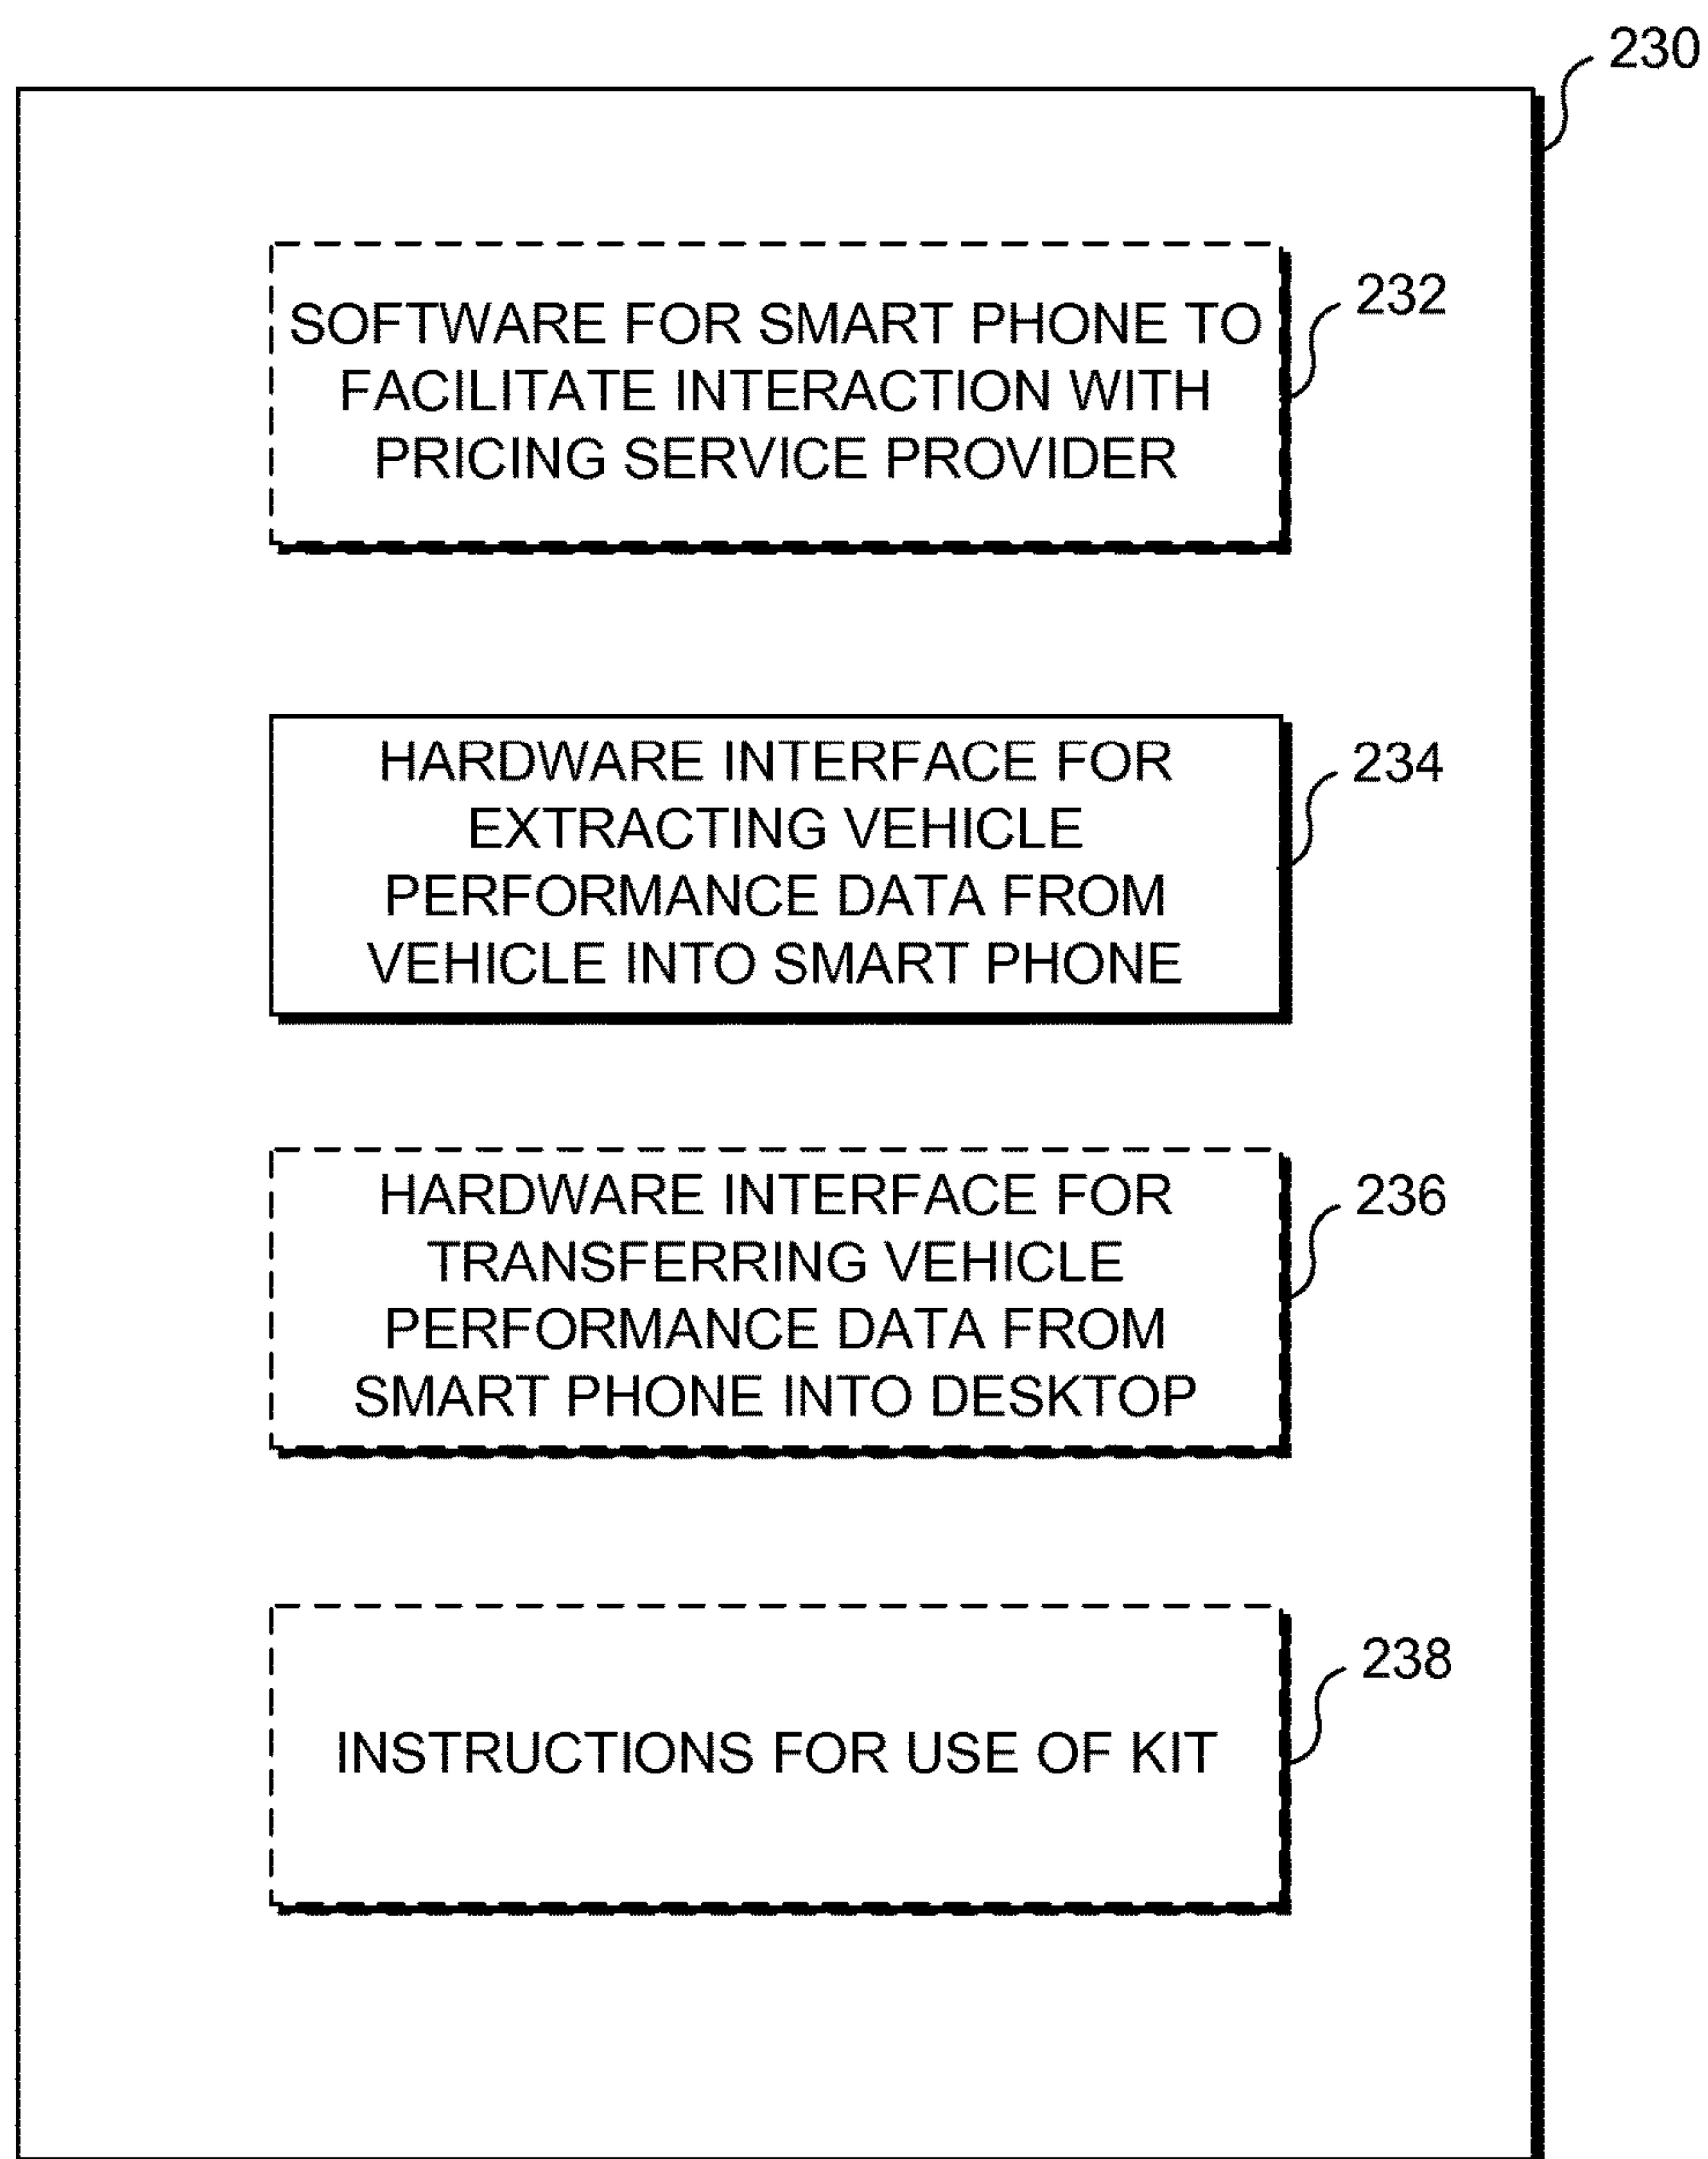 230
SOFTWARE FOR SMART PHONE TO
FACILITATE INTERACTION WITH
PRICING SERVICE PROVIDER
232
HARDWARE INTERFACE FOR
EXTRACTING VEHICLE
PERFORMANCE DATA FROM
VEHICLE INTO SMART PHONE
234
HARDWARE INTERFACE FOR
TRANSFERRING VEHICLE
PERFORMANCE DATA FROM
SMART PHONE INTO DESKTOP
236
INSTRUCTIONS FOR USE OF KIT
238